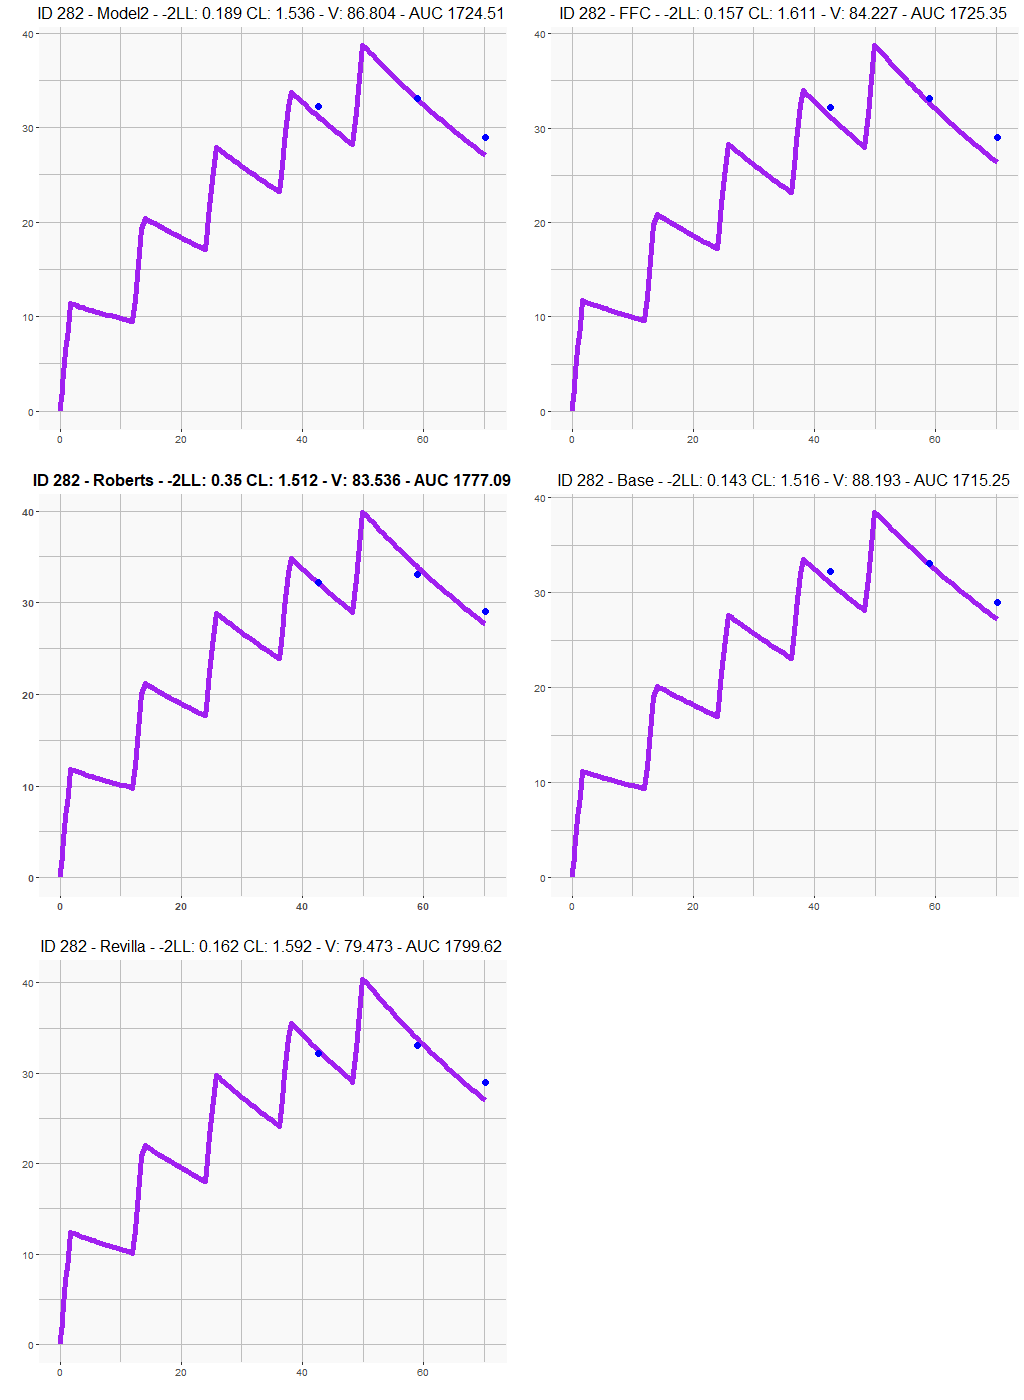 ID 282 - Model2 - -2LL: 0.189 CL: 1.536 - V: 86.804 - AUC 1724.51
40
30
20
10
0
0 20 40 60
ID 282 - FFC - -2LL: 0.157 CL: 1.611 - V: 84.227 - AUC 1725.35
40
30
20
10
0
0 20 40 60
ID 282 - Roberts - -2LL: 0.35 CL: 1.512 - V: 83.536 - AUC 1777.09
40
30
20
10
0
0 20 40 60
ID 282 - Base - -2LL: 0.143 CL: 1.516 - V: 88.193 - AUC 1715.25
40
30
20
10
0
0 20 40 60
ID 282 - Revilla - -2LL: 0.162 CL: 1.592 - V: 79.473 - AUC 1799.62
40
30
20
10
0
0 20 40 60